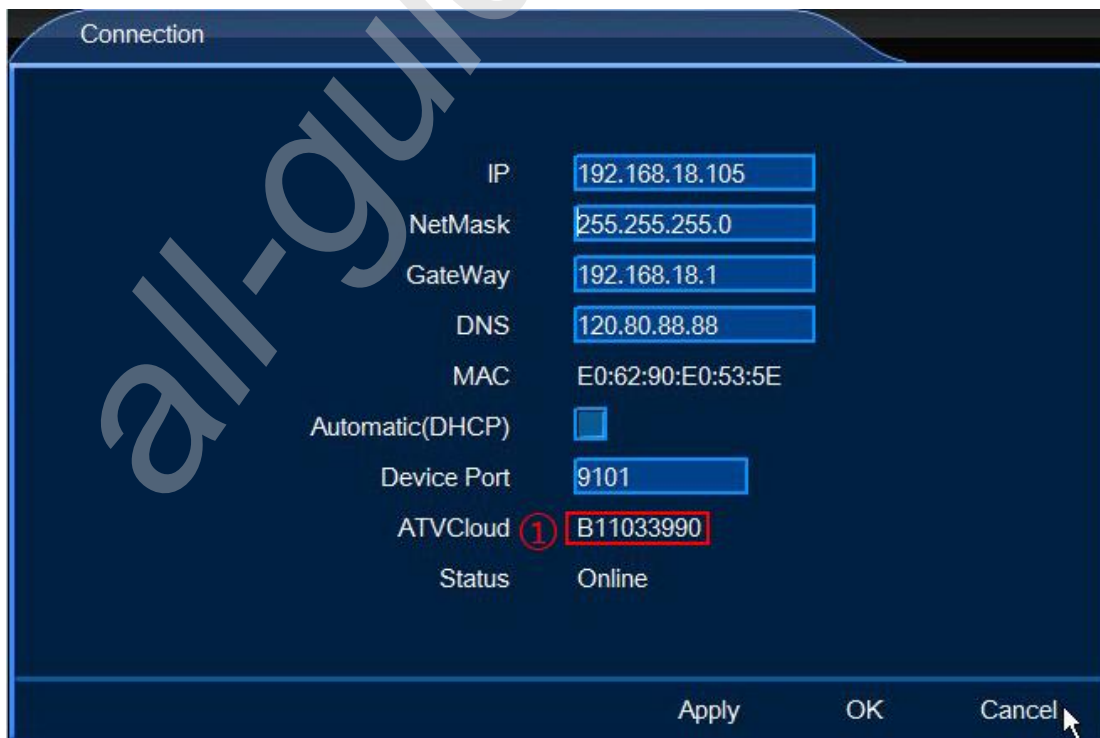 Connection
IP 192.168.18.105
NetMask 255.255.255.0
GateWay 192.168.18.1
DNS 120.80.88.88
MAC E0:62:90:E0:53:5E
Automatic(DHCP)
Device Port 9101
ATVCloud ① B11033990
Status Online
Apply OK Cancel
all-gui